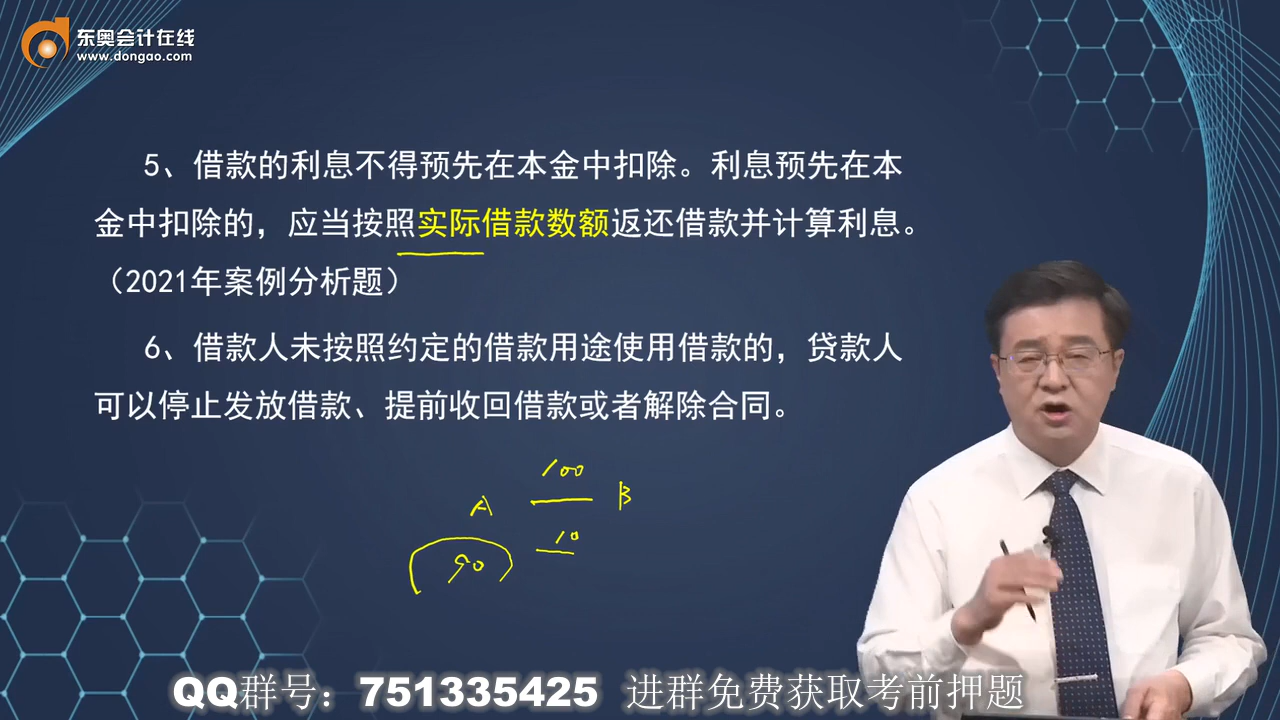 东奥会计在线
www.dongao.com
5、借款的利息不得预先在本金中扣除。利息预先在本
金中扣除的，应当按照实际借款数额返还借款并计算利息。
（2021年案例分析题）
6、借款人未按照约定的借款用途使用借款的，贷款人
可以停止发放借款、提前收回借款或者解除合同。
100
A B
10
90
QQ群号：751335425 进群免费获取考前押题